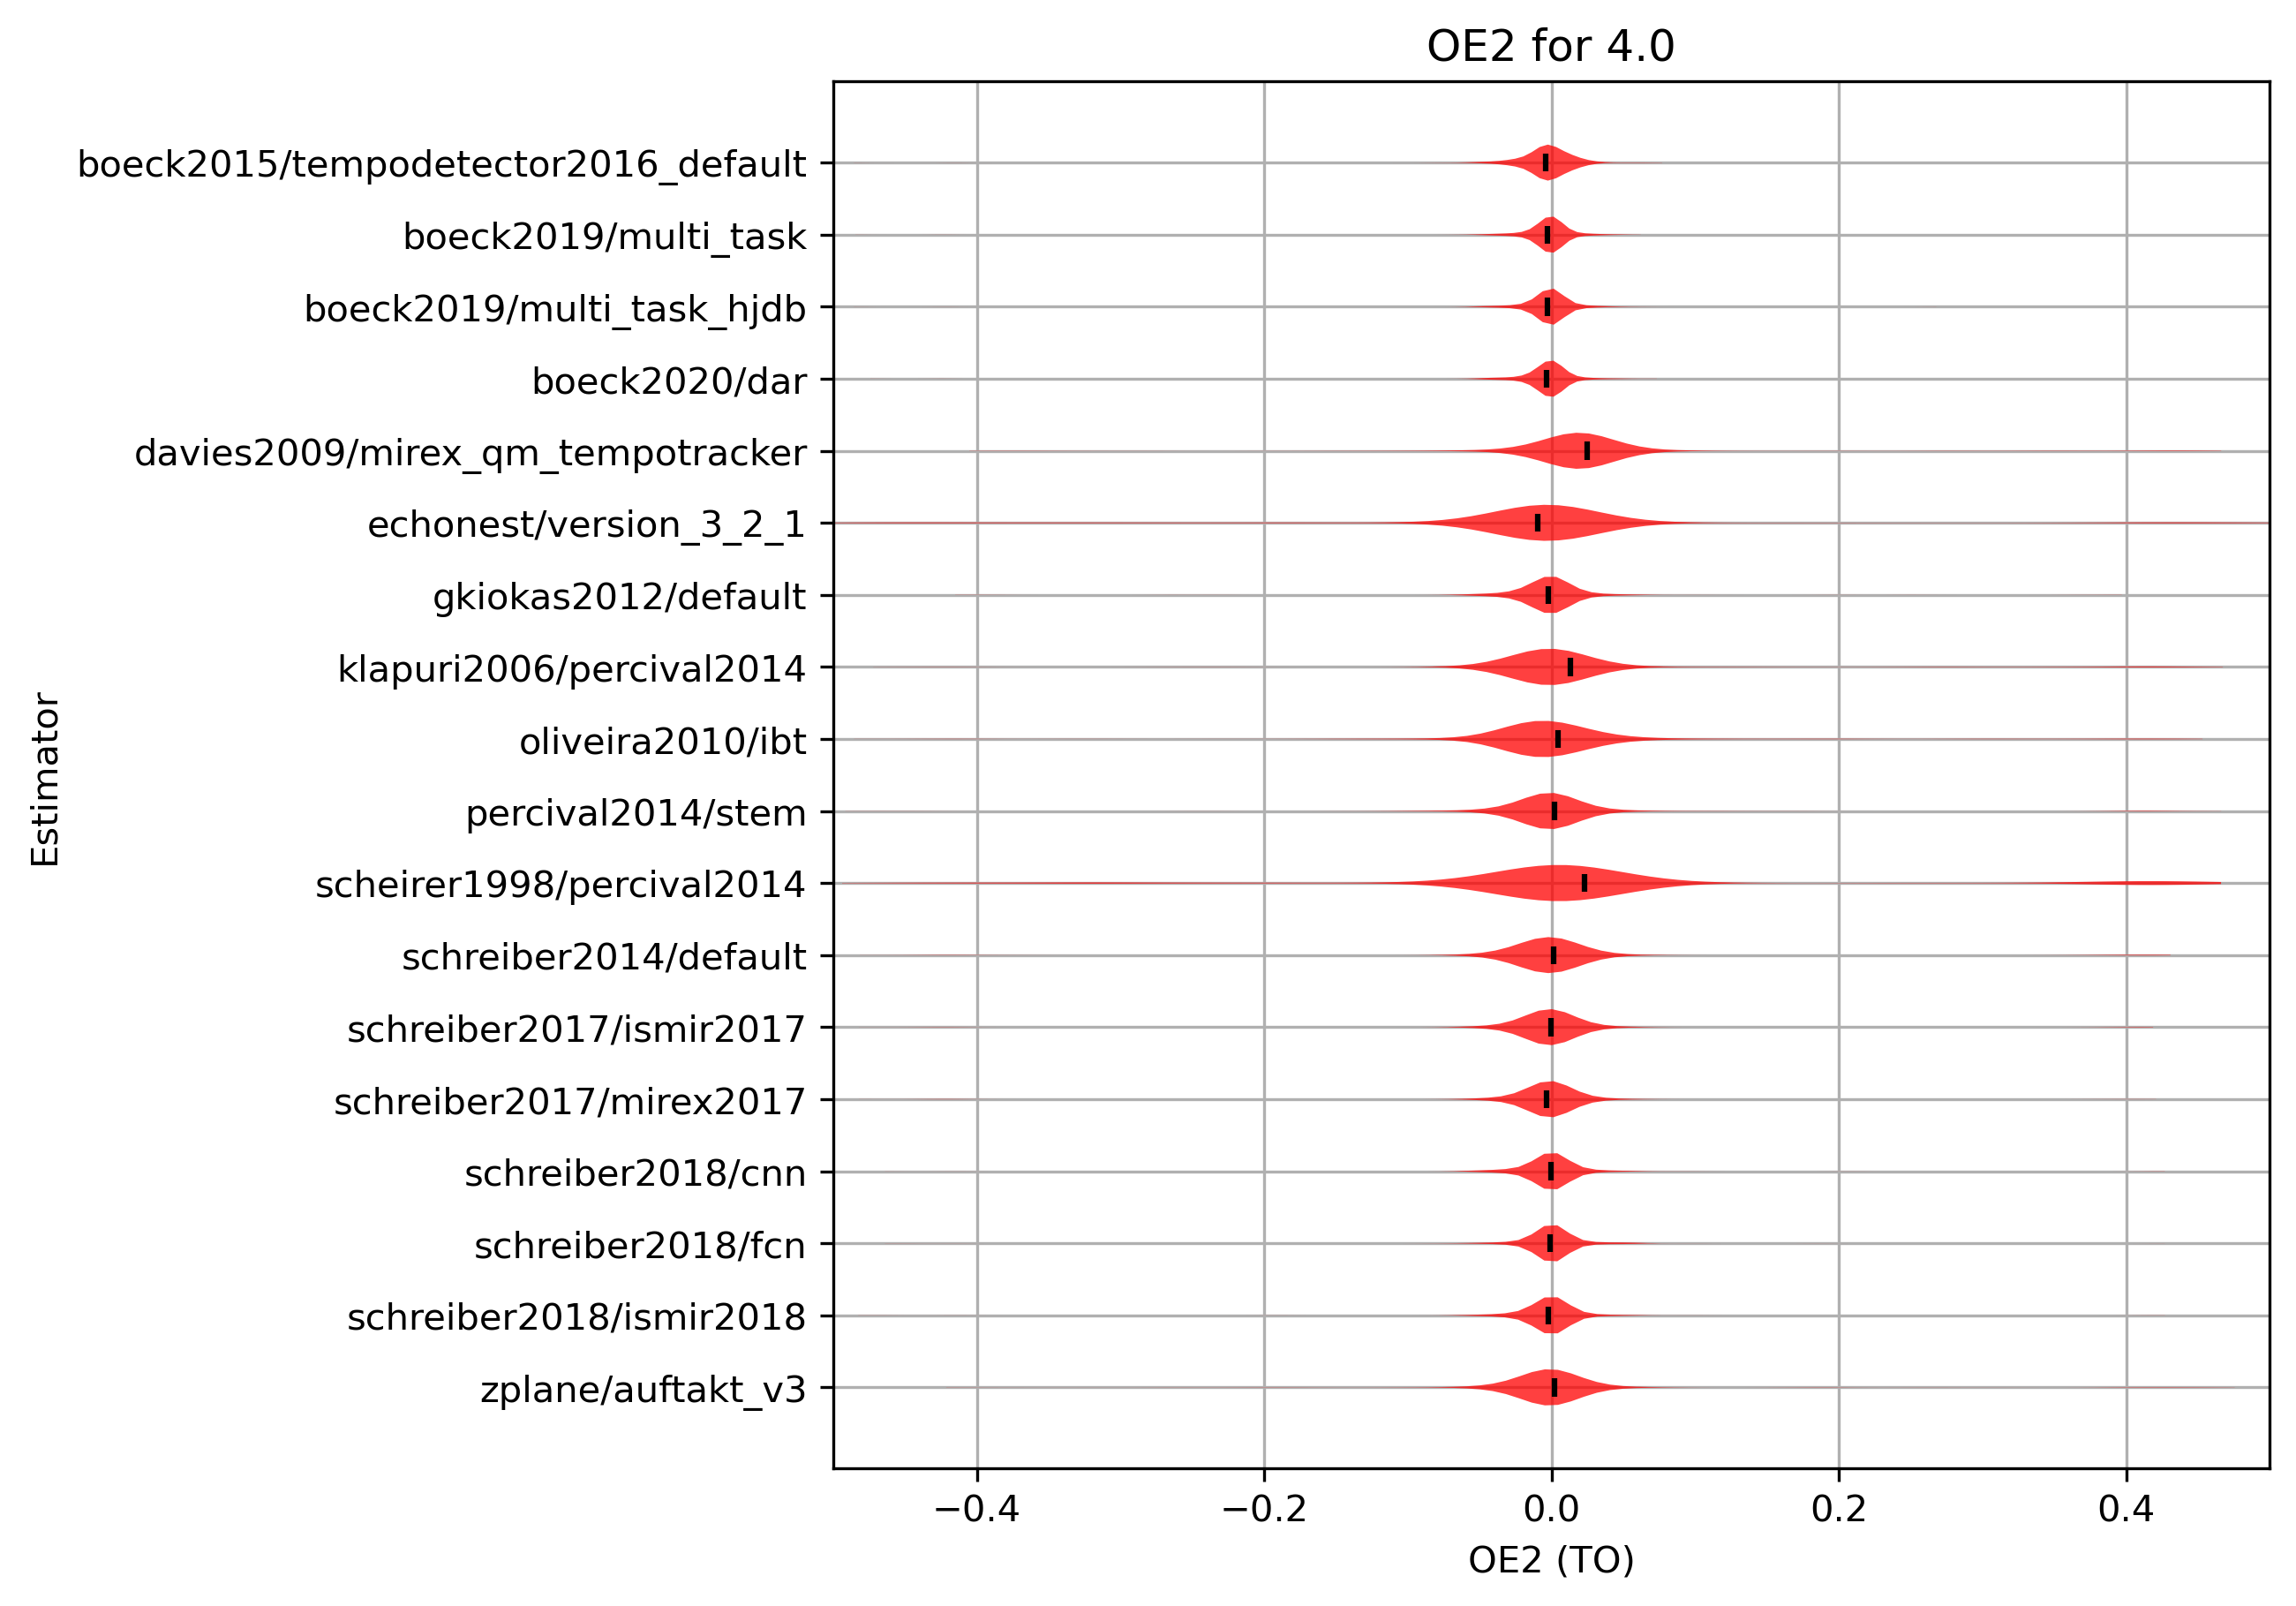 OE2 for 4.0
boeck2015/tempodetector2016_default
boeck2019/multi_task
boeck2019/multi_task_hjdb
boeck2020/dar
davies2009/mirex_qm_tempotracker
echonest/version_3_2_1
gkiokas2012/default
klapuri2006/percival2014
oliveira2010/ibt
percival2014/stem
scheirer1998/percival2014
schreiber2014/default
schreiber2017/ismir2017
schreiber2017/mirex2017
schreiber2018/cnn
schreiber2018/fcn
schreiber2018/ismir2018
zplane/auftakt_v3
Estimator
−0.4 −0.2 0.0 0.2 0.4
OE2 (TO)